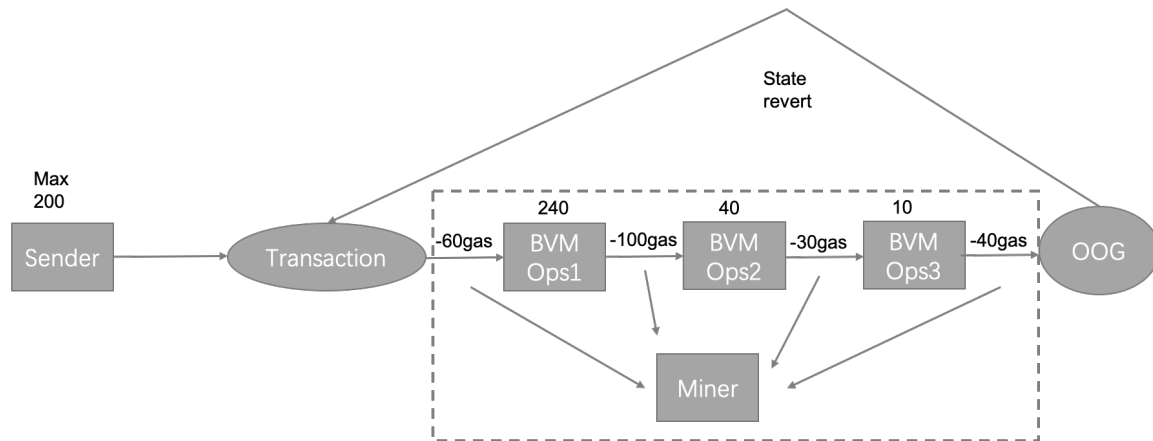 State
revert
Max
200
240
40
10
Sender
Transaction
-60gas
BVM
Ops1
-100gas
BVM
Ops2
-30gas
BVM
Ops3
-40gas
OOG
Miner